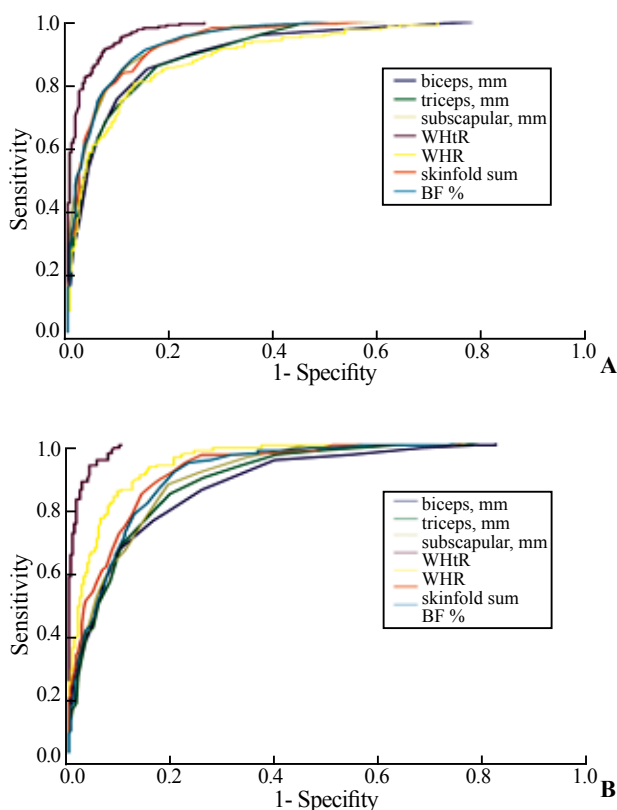 1.0
0.8
0.6
0.4
0.2
0.0
Sensitivity
biceps, mm
triceps, mm
subscapular, mm
WHtR
WHR
skinfold sum
BF %
0.0 0.2 0.4 0.6 0.8 1.0
1- Specifity
A
1.0
0.8
0.6
0.4
0.2
0.0
Sensitivity
biceps, mm
triceps, mm
subscapular, mm
WHtR
WHR
skinfold sum
BF %
0.0 0.2 0.4 0.6 0.8 1.0
1- Specifity
B